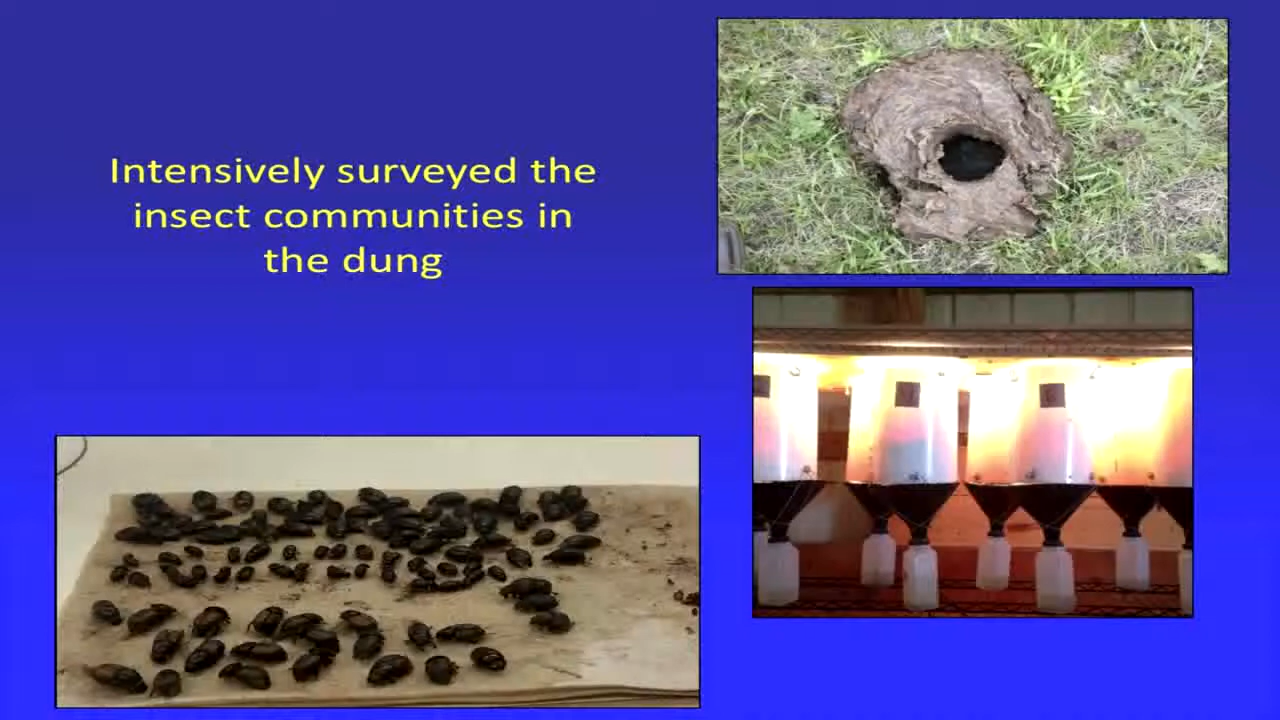 Intensively surveyed the
insect communities in
the dung